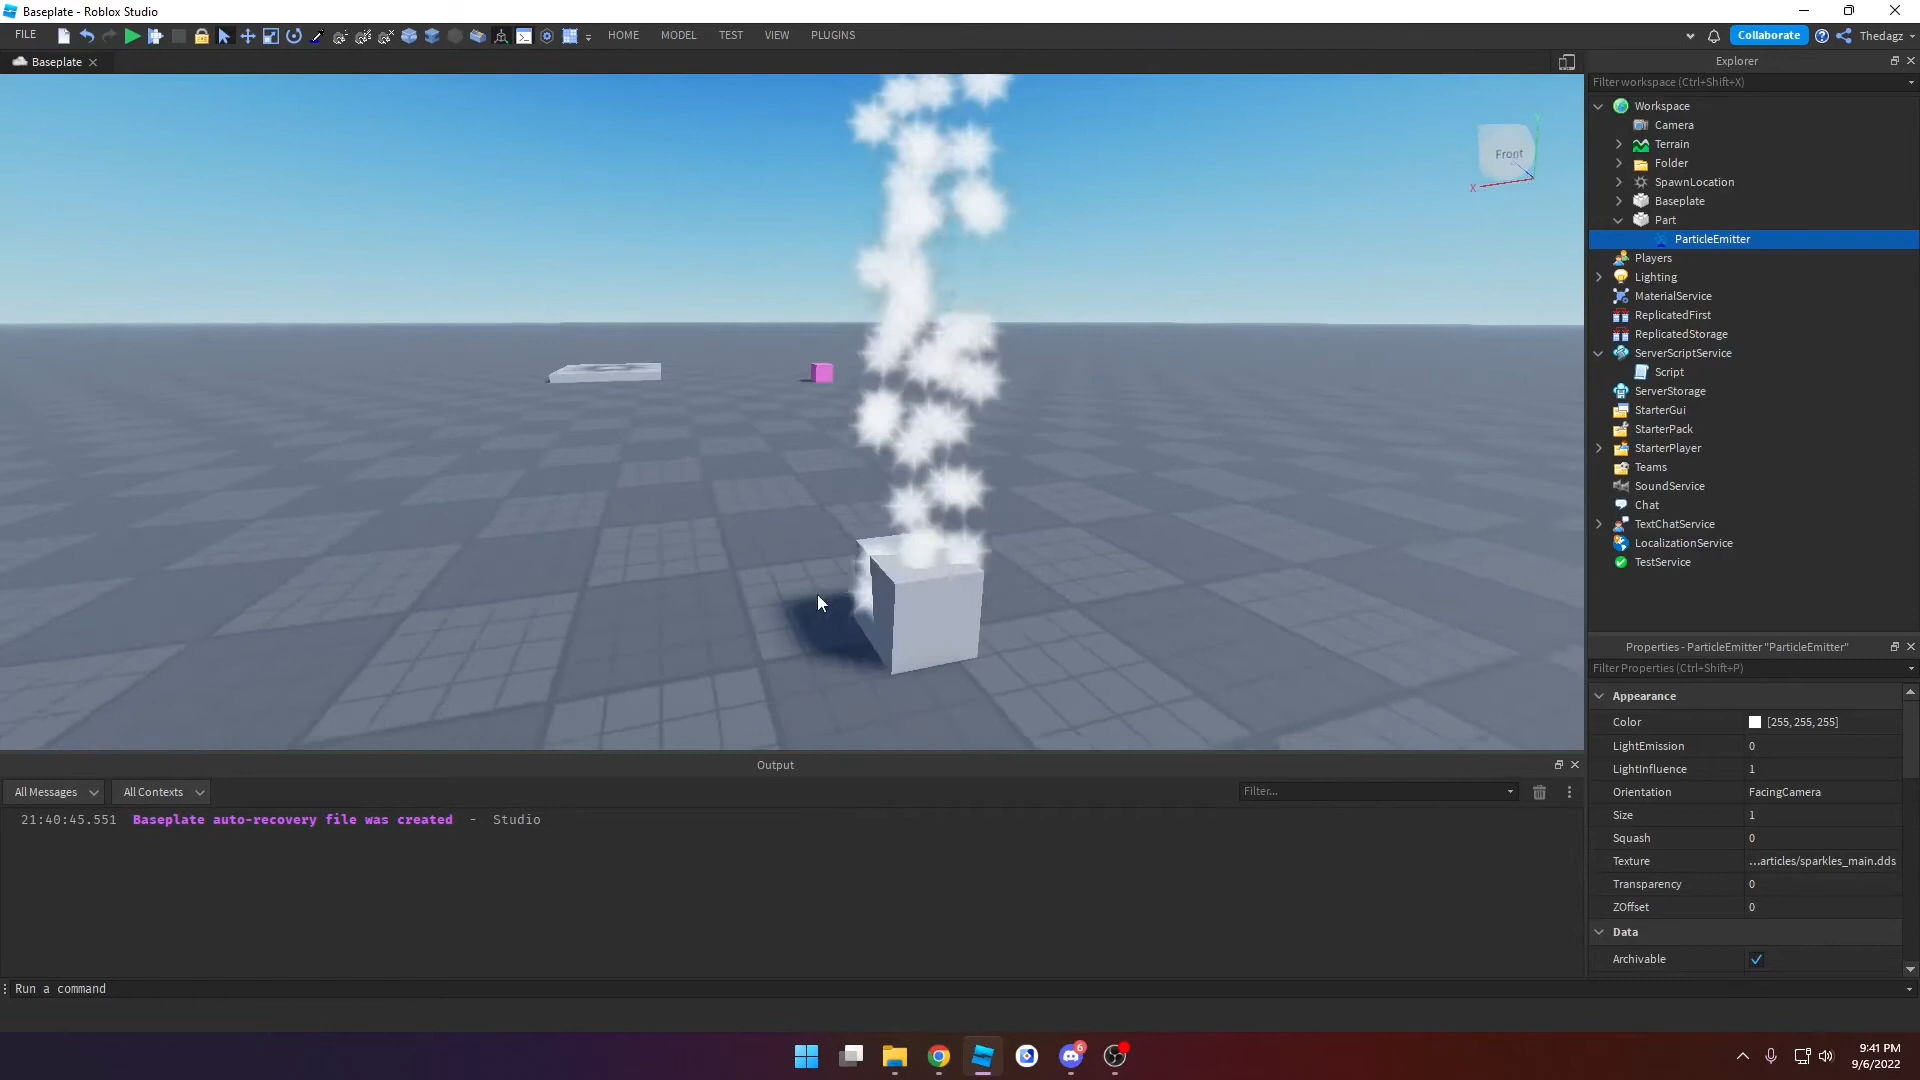 Baseplate - Roblox Studio
FILE HOME MODEL TEST VIEW PLUGINS Collaborate Thedagz
Baseplate
Front
X
Y
Explorer
Filter workspace (Ctrl+Shift+X)
Workspace
Camera
Terrain
Folder
SpawnLocation
Baseplate
Part
ParticleEmitter
Players
Lighting
MaterialService
ReplicatedFirst
ReplicatedStorage
ServerScriptService
Script
ServerStorage
StarterGui
StarterPack
StarterPlayer
Teams
SoundService
Chat
TextChatService
LocalizationService
TestService
Properties - ParticleEmitter "ParticleEmitter"
Filter Properties (Ctrl+Shift+P)
Appearance
Color [255, 255, 255]
LightEmission 0
LightInfluence 1
Orientation FacingCamera
Size 1
Squash 0
Texture ...articles/sparkles_main.dds
Transparency 0
ZOffset 0
Data
Archivable
Output
All Messages All Contexts Filter...
21:40:45.551 Baseplate auto-recovery file was created - Studio
Run a command
6
9:41 PM
9/6/2022